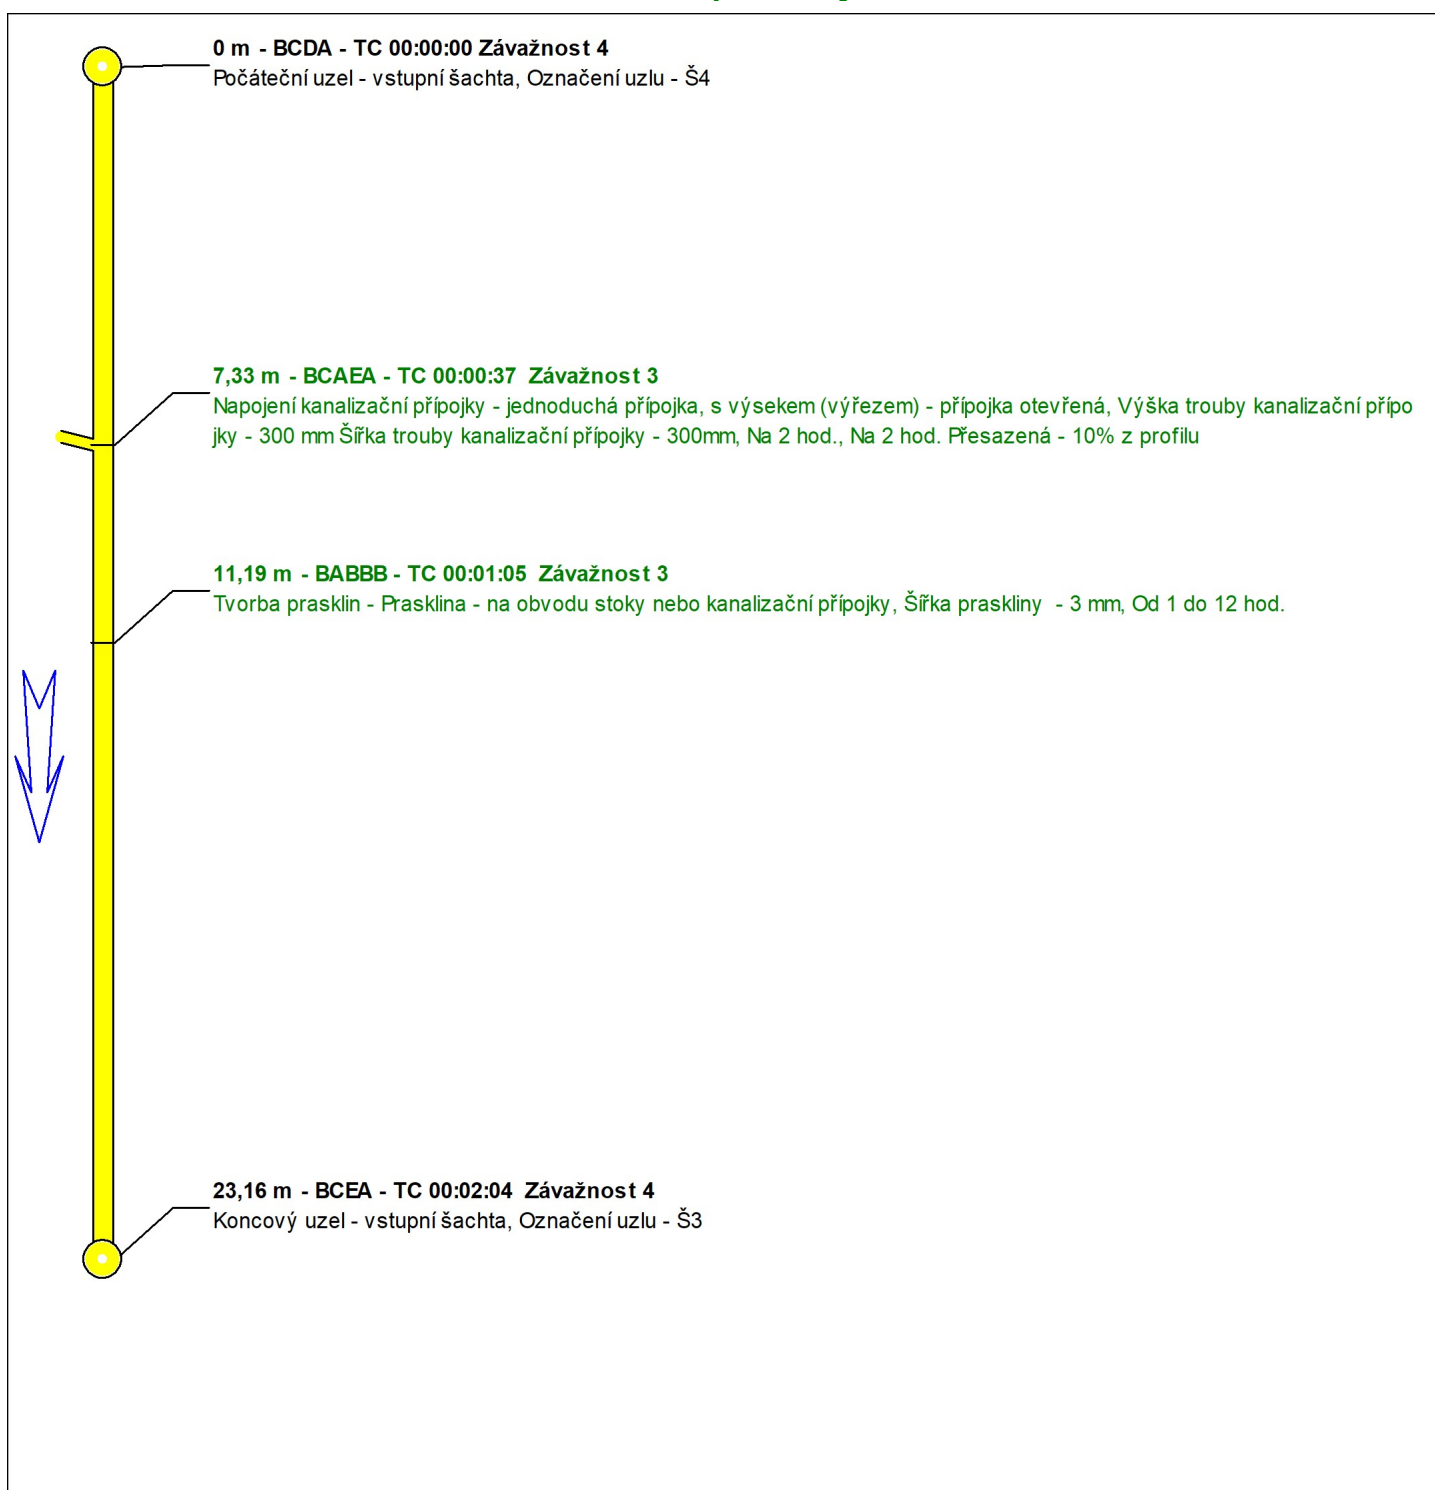 0 m - BCDA - TC 00:00:00 Závažnost 4
Počáteční uzel - vstupní šachta, Označení uzlu - Š4
7,33 m - BCAEA - TC 00:00:37 Závažnost 3
Napojení kanalizační přípojky - jednoduchá přípojka, s výsekem (výřezem) - přípojka otevřená, Výška trouby kanalizační přípo
jky - 300 mm Šířka trouby kanalizační přípojky - 300mm, Na 2 hod., Na 2 hod. Přesazená - 10% z profilu
11,19 m - BABBB - TC 00:01:05 Závažnost 3
Tvorba prasklin - Prasklina - na obvodu stoky nebo kanalizační přípojky, Šířka praskliny - 3 mm, Od 1 do 12 hod.
23,16 m - BCEA - TC 00:02:04 Závažnost 4
Koncový uzel - vstupní šachta, Označení uzlu - Š3